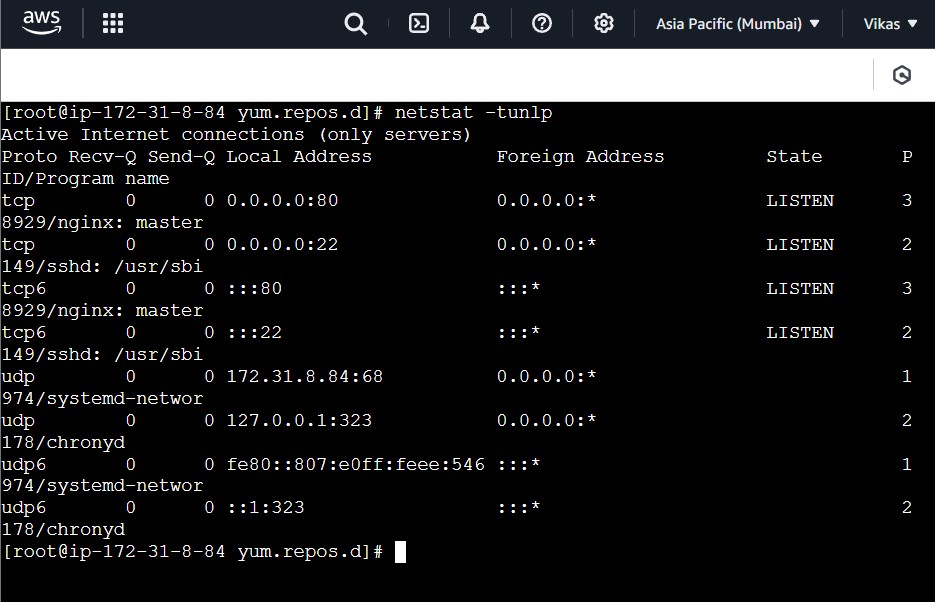 aws
Asia Pacific (Mumbai) ▼
Vikas ▼
[root@ip-172-31-8-84 yum.repos.d]# netstat -tunlp
Active Internet connections (only servers)
Proto Recv-Q Send-Q Local Address           Foreign Address         State       P
ID/Program name
tcp        0      0 0.0.0.0:80              0.0.0.0:*               LISTEN      3
8929/nginx: master
tcp        0      0 0.0.0.0:22              0.0.0.0:*               LISTEN      2
149/sshd: /usr/sbi
tcp6       0      0 :::80                   :::*                    LISTEN      3
8929/nginx: master
tcp6       0      0 :::22                   :::*                    LISTEN      2
149/sshd: /usr/sbi
udp        0      0 172.31.8.84:68          0.0.0.0:*                           1
974/systemd-networ
udp        0      0 127.0.0.1:323           0.0.0.0:*                           2
178/chronyd
udp6       0      0 fe80::807:e0ff:feee:546 :::*                                1
974/systemd-networ
udp6       0      0 ::1:323                 :::*                                2
178/chronyd
[root@ip-172-31-8-84 yum.repos.d]#